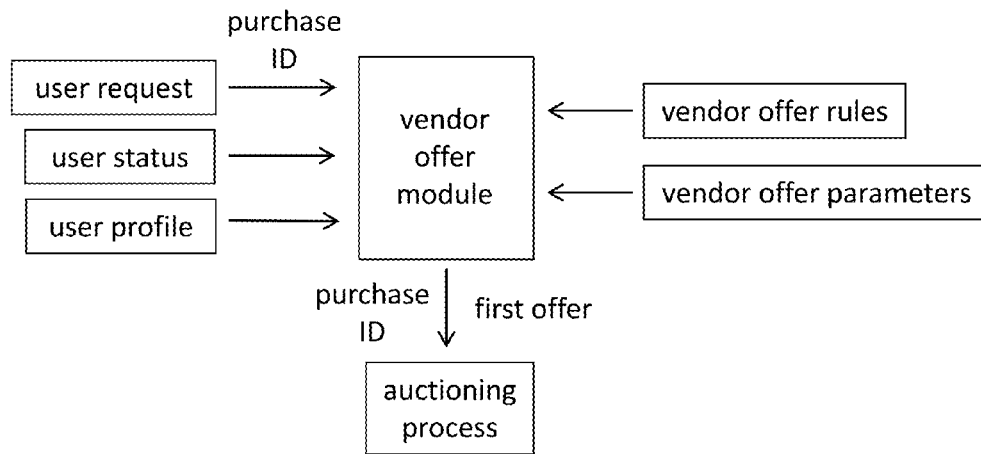 purchase
ID
user request
user status
user profile
vendor
offer
module
vendor offer rules
vendor offer parameters
purchase
ID
first offer
auctioning
process